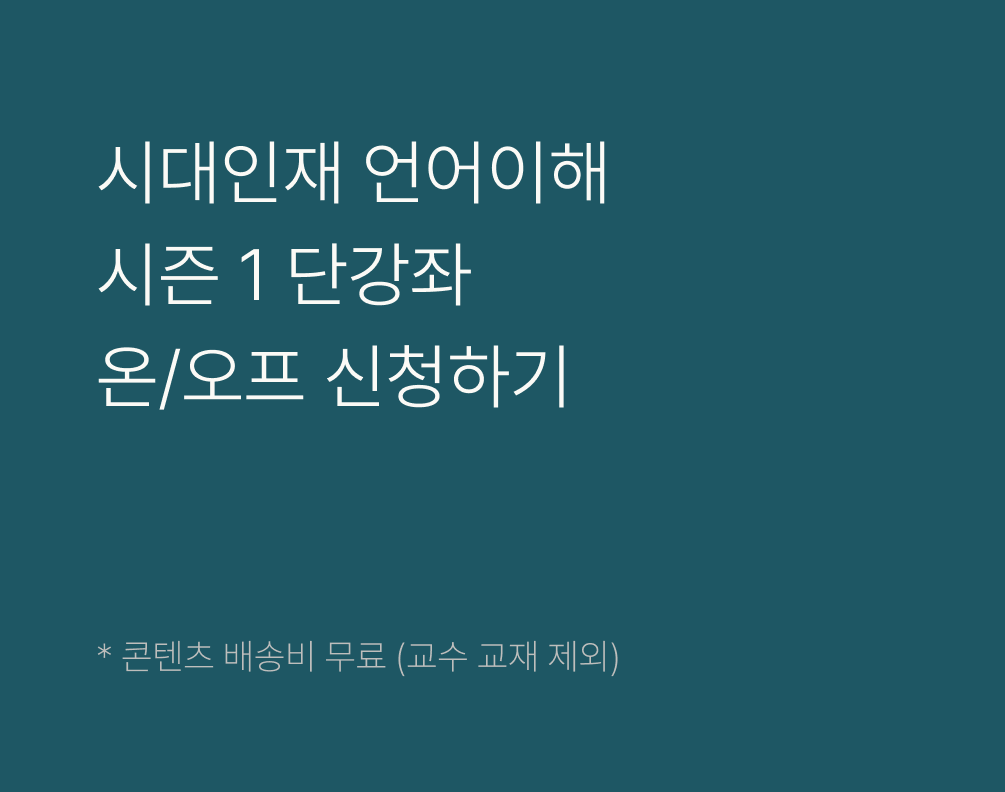 시대인재 언어이해
시즌 1 단강좌
온/오프 신청하기
* 콘텐츠 배송비 무료 (교수 교재 제외)